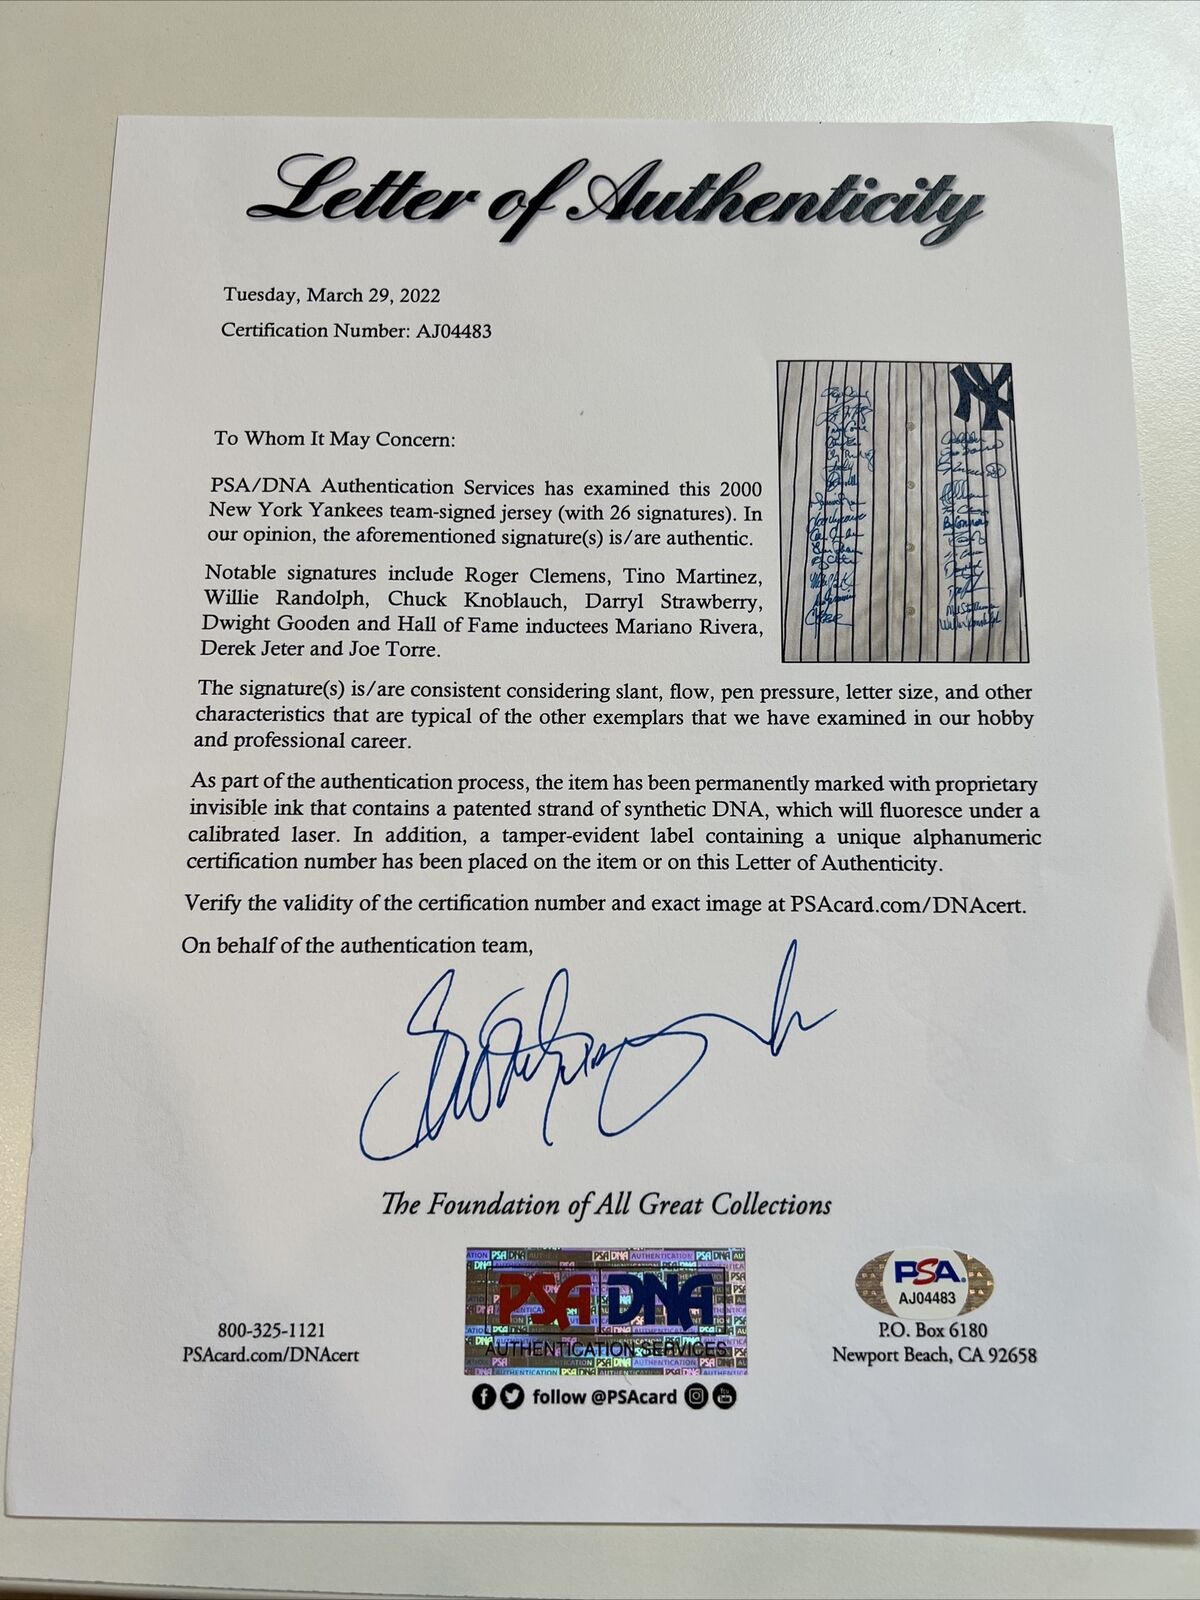 Letter of Authenticity
Tuesday, March 29, 2022
Certification Number: AJ04483
To Whom It May Concern:
PSA/DNA Authentication Services has examined this 2000
New York Yankees team-signed jersey (with 26 signatures). In
our opinion, the aforementioned signature(s) is/are authentic.
Notable signatures include Roger Clemens, Tino Martinez,
Willie Randolph, Chuck Knoblauch, Darryl Strawberry,
Dwight Gooden and Hall of Fame inductees Mariano Rivera,
Derek Jeter and Joe Torre.
NY
The signature(s) is/are consistent considering slant, flow, pen pressure, letter size, and other
characteristics that are typical of the other exemplars that we have examined in our hobby
and professional career.
As part of the authentication process, the item has been permanently marked with proprietary
invisible ink that contains a patented strand of synthetic DNA, which will fluoresce under a
calibrated laser. In addition, a tamper-evident label containing a unique alphanumeric
certification number has been placed on the item or on this Letter of Authenticity.
Verify the validity of the certification number and exact image at PSAcard.com/DNAcert.
On behalf of the authentication team,
The Foundation of All Great Collections
PSA DNA
AUTHENTICATION SERVICES
follow @PSAcard
800-325-1121
PSAcard.com/DNAcert
PSA
AJ04483
P.O. Box 6180
Newport Beach, CA 92658